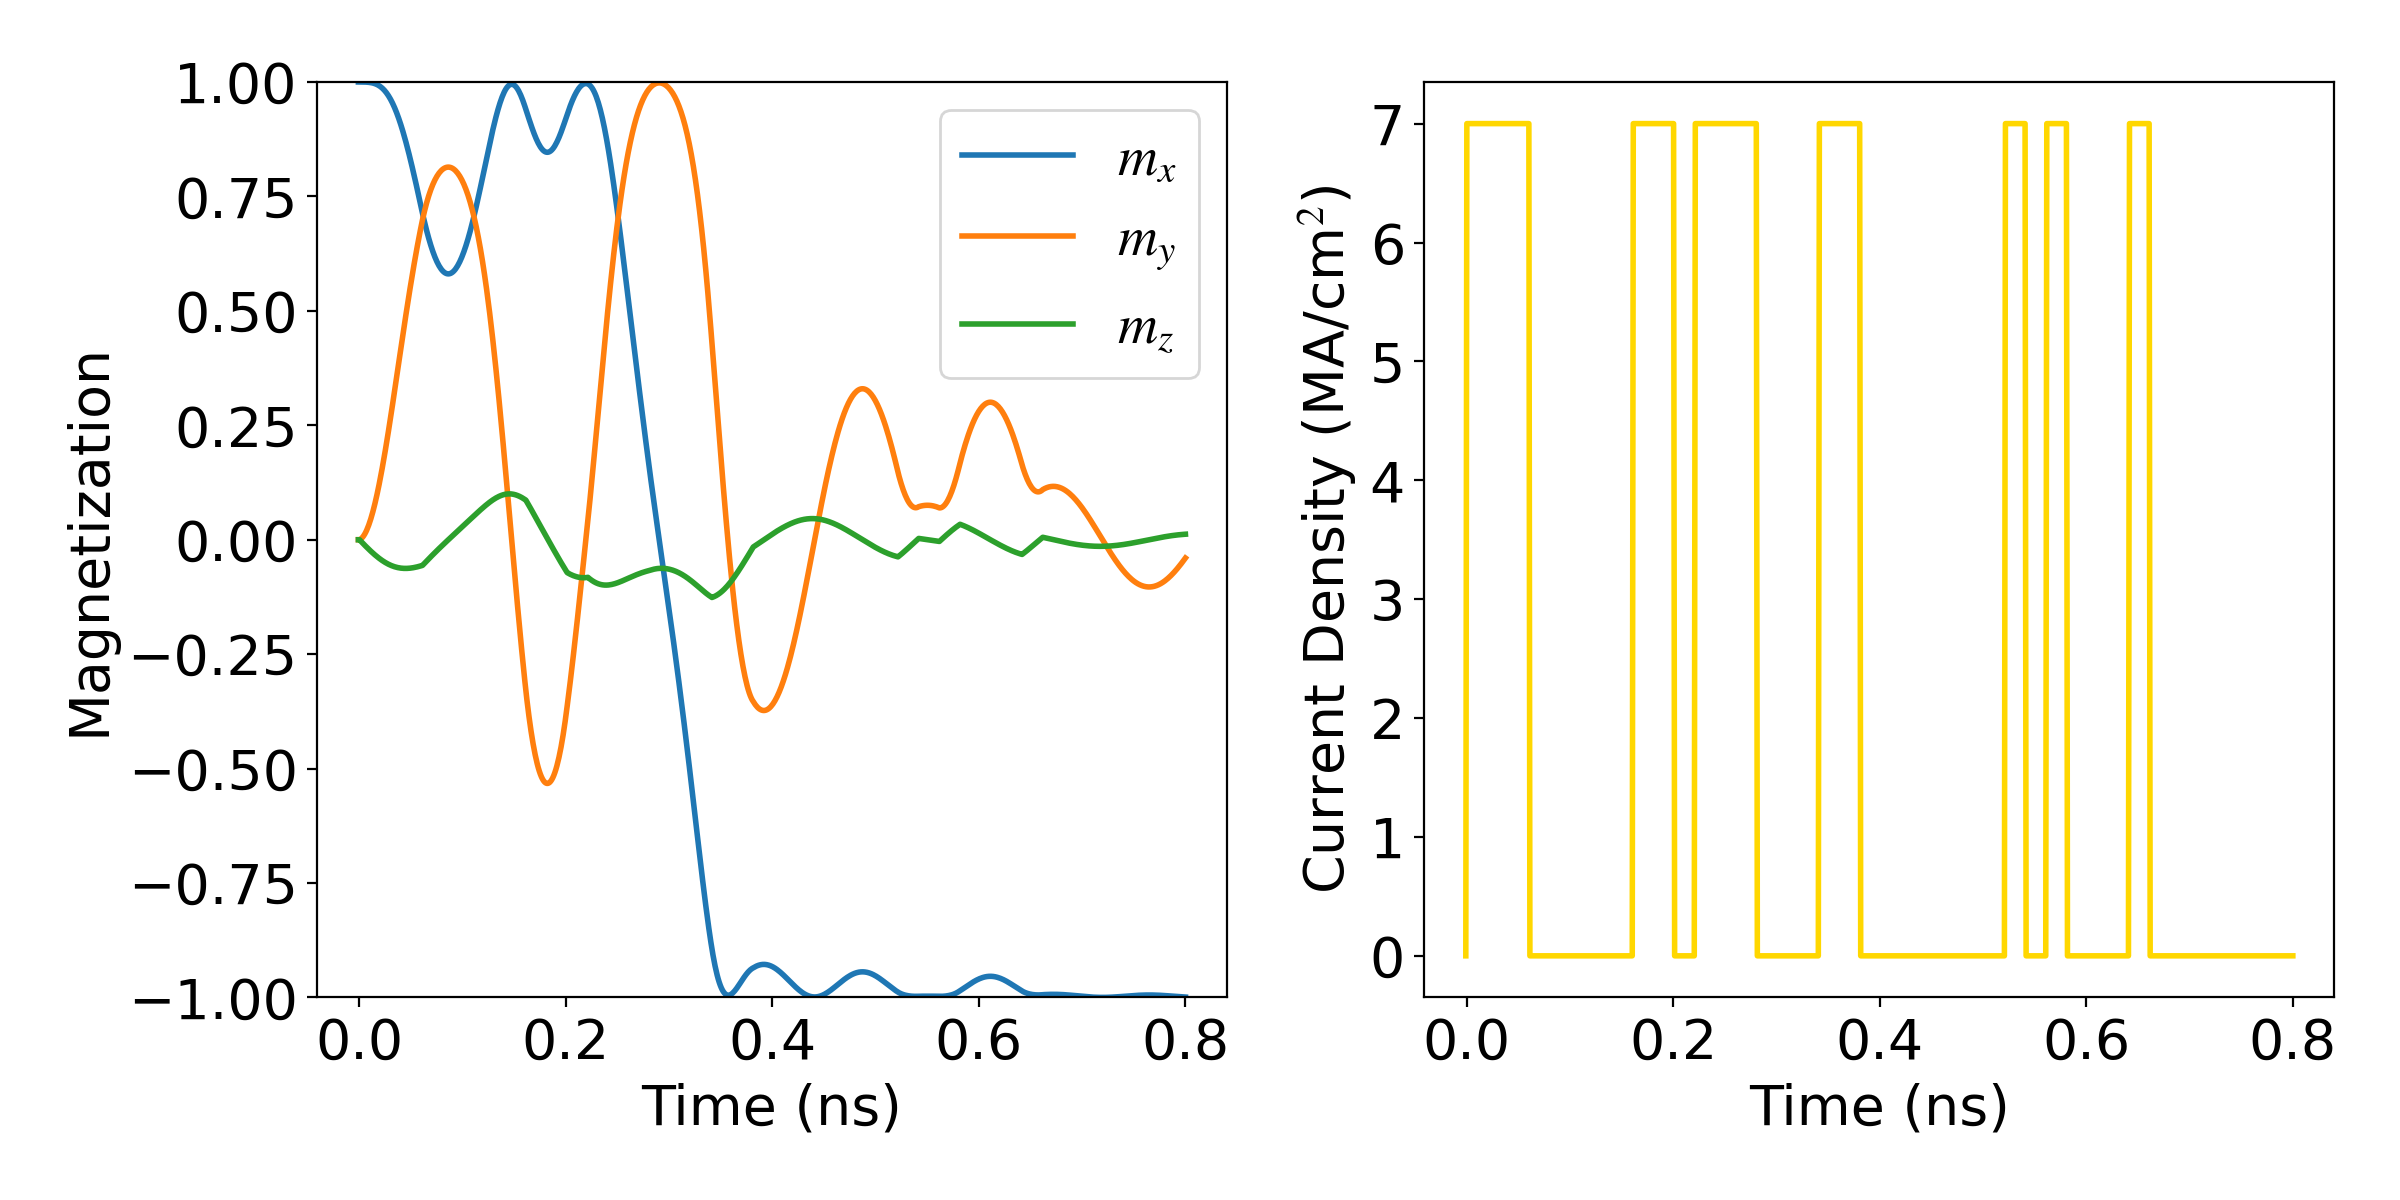 Magnetization
1.00
0.75
0.50
0.25
0.00
−0.25
−0.50
−0.75
−1.00
0.0 0.2 0.4 0.6 0.8
Time (ns)
m_x
m_y
m_z
Current Density (MA/cm²)
7
6
5
4
3
2
1
0
0.0 0.2 0.4 0.6 0.8
Time (ns)